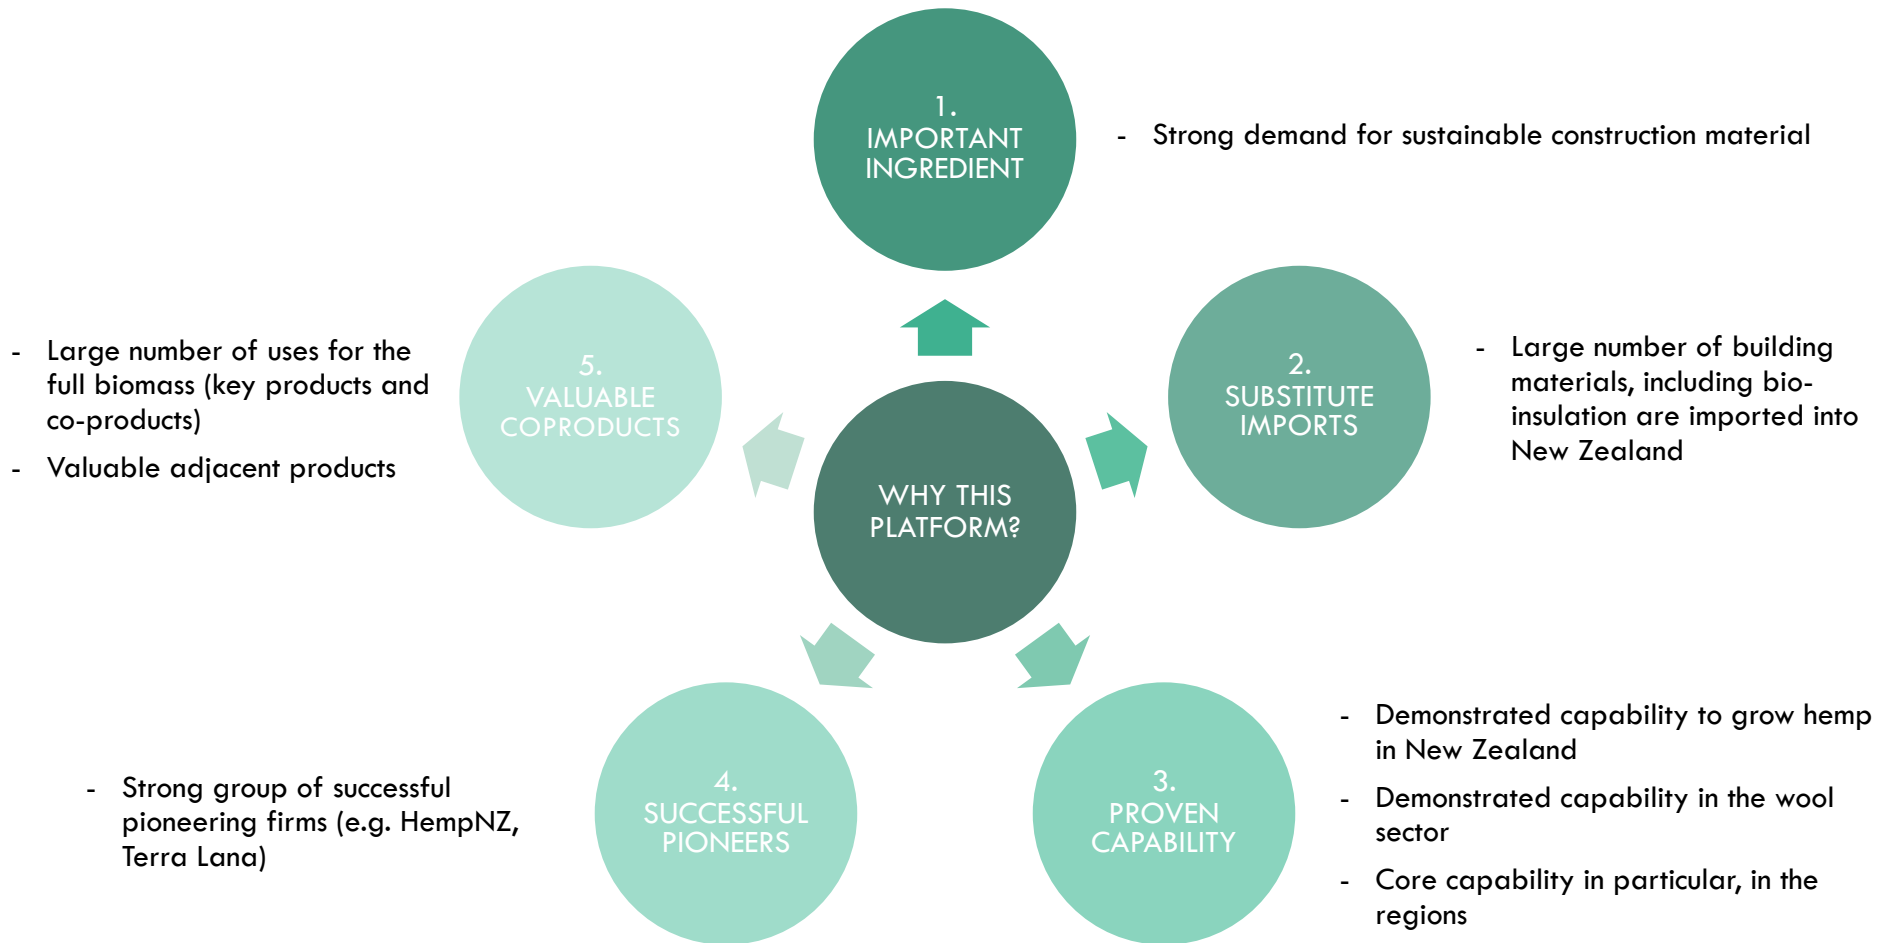 1.
IMPORTANT
INGREDIENT
- Strong demand for sustainable construction material
2.
SUBSTITUTE
IMPORTS
- Large number of building
materials, including bio-
insulation are imported into
New Zealand
3.
PROVEN
CAPABILITY
- Demonstrated capability to grow hemp
in New Zealand
- Demonstrated capability in the wool
sector
- Core capability in particular, in the
regions
4.
SUCCESSFUL
PIONEERS
- Strong group of successful
pioneering firms (e.g. HempNZ,
Terra Lana)
5.
VALUABLE
COPRODUCTS
- Large number of uses for the
full biomass (key products and
co-products)
- Valuable adjacent products
WHY THIS
PLATFORM?